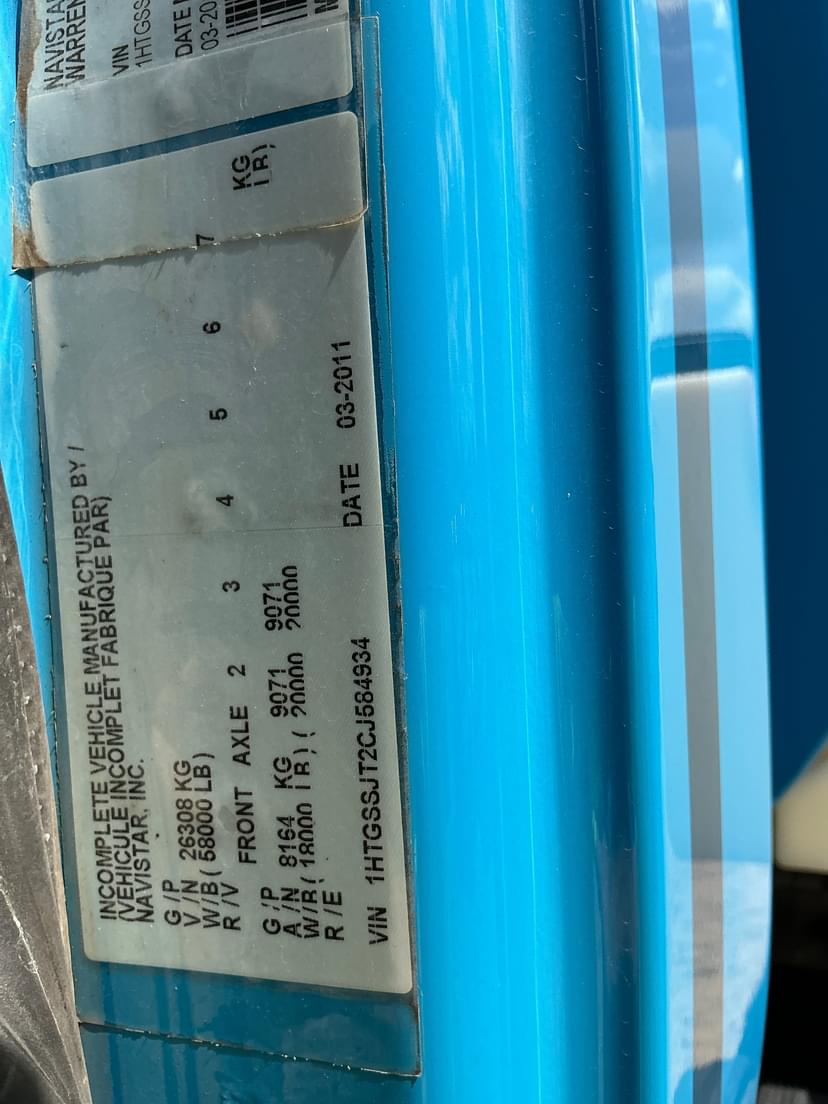 INCOMPLETE VEHICLE MANUFACTURED BY /
(VEHICULE INCOMPLET FABRIQUE PAR)
NAVISTAR, INC.
G /P
V /N 26308 KG
W/B ( 58000 LB )
R /V FRONT AXLE 2 3 4 5 6 7
G /P
A /N 8164 KG 9071 9071 KG
W/B ( 18000 LB ) ( 20000 20000 LB )
R /E
VIN 1HTGSSJT2CJ584934 DATE 03-2011
NAVISTAR
WARREN
VIN
1HTGSS
DATE
03-20